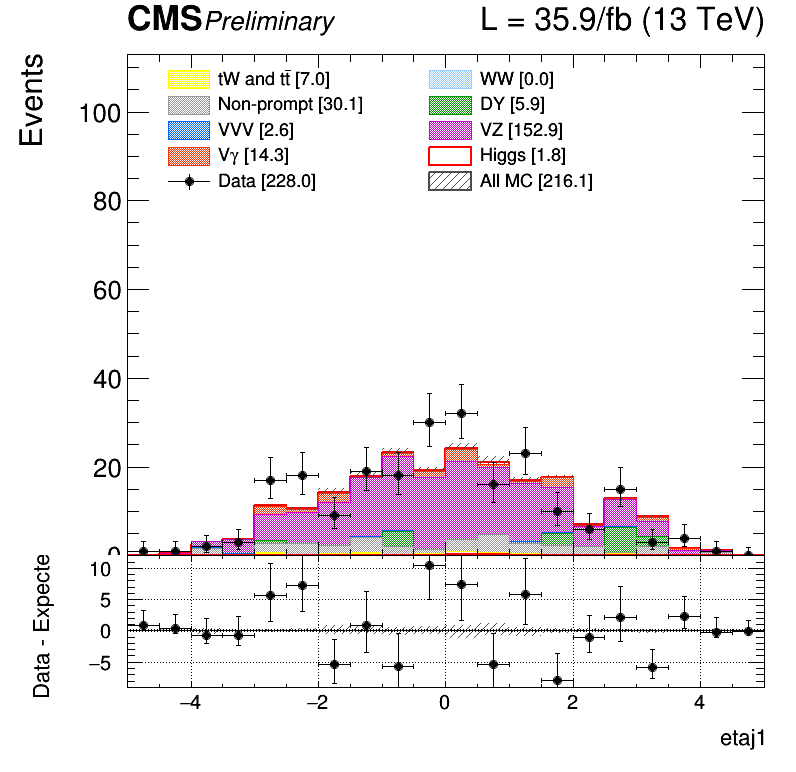 CMS Preliminary L = 35.9/fb (13 TeV)
Events
tW and tt̄ [7.0] WW [0.0]
Non-prompt [30.1] DY [5.9]
VVV [2.6] VZ [152.9]
Vγ [14.3] Higgs [1.8]
Data [228.0] All MC [216.1]
100
80
60
40
20
0
Data - Expecte
10
5
0
−5
−4 −2 0 2 4
etaj1